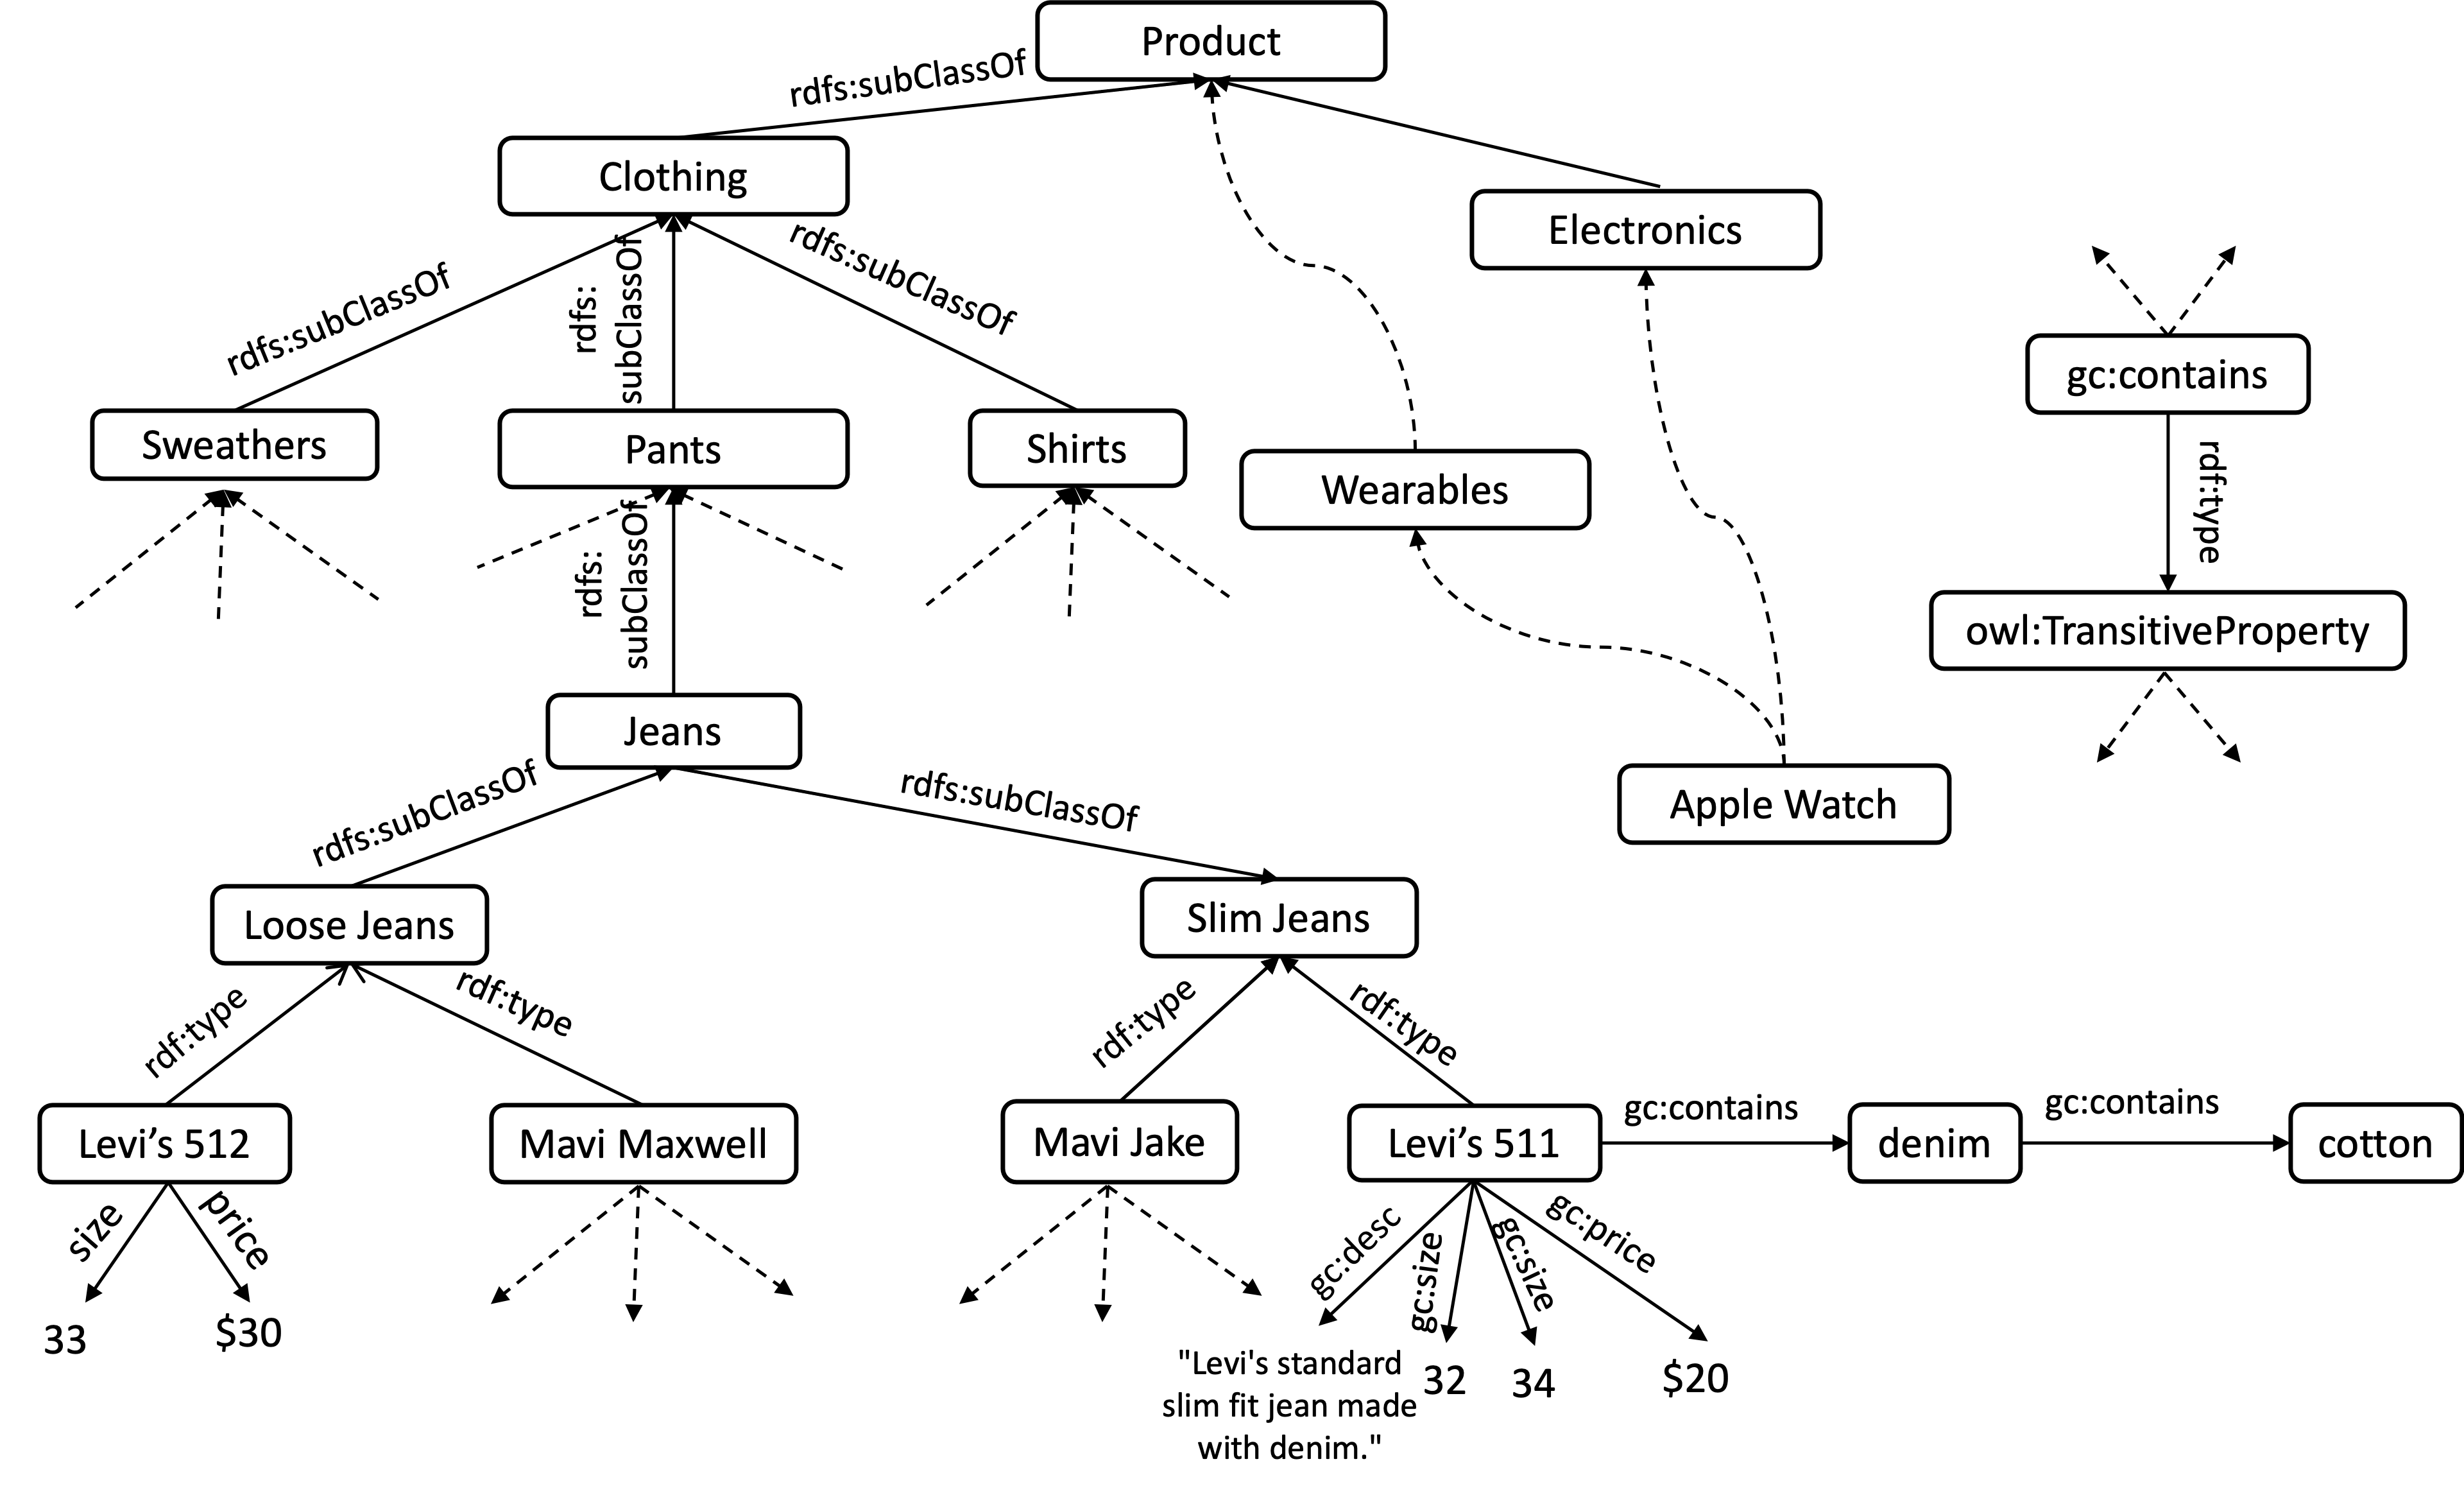 Product
rdfs:subClassOf
Clothing
Electronics
rdfs:subClassOf
rdfs:
subClassOf
rdfs:subClassOf
gc:contains
Sweathers
Pants
Shirts
Wearables
rdf:type
rdfs:
subClassOf
owl:TransitiveProperty
Jeans
rdfs:subClassOf
rdfs:subClassOf
Apple Watch
Loose Jeans
Slim Jeans
rdf:type
rdf:type
rdf:type
rdf:type
Levi’s 512
Mavi Maxwell
Mavi Jake
Levi’s 511
gc:contains
denim
gc:contains
cotton
size
price
gc:desc
gc:size
gc:size
gc:price
33
$30
"Levi's standard
slim fit jean made
with denim."
32
34
$20